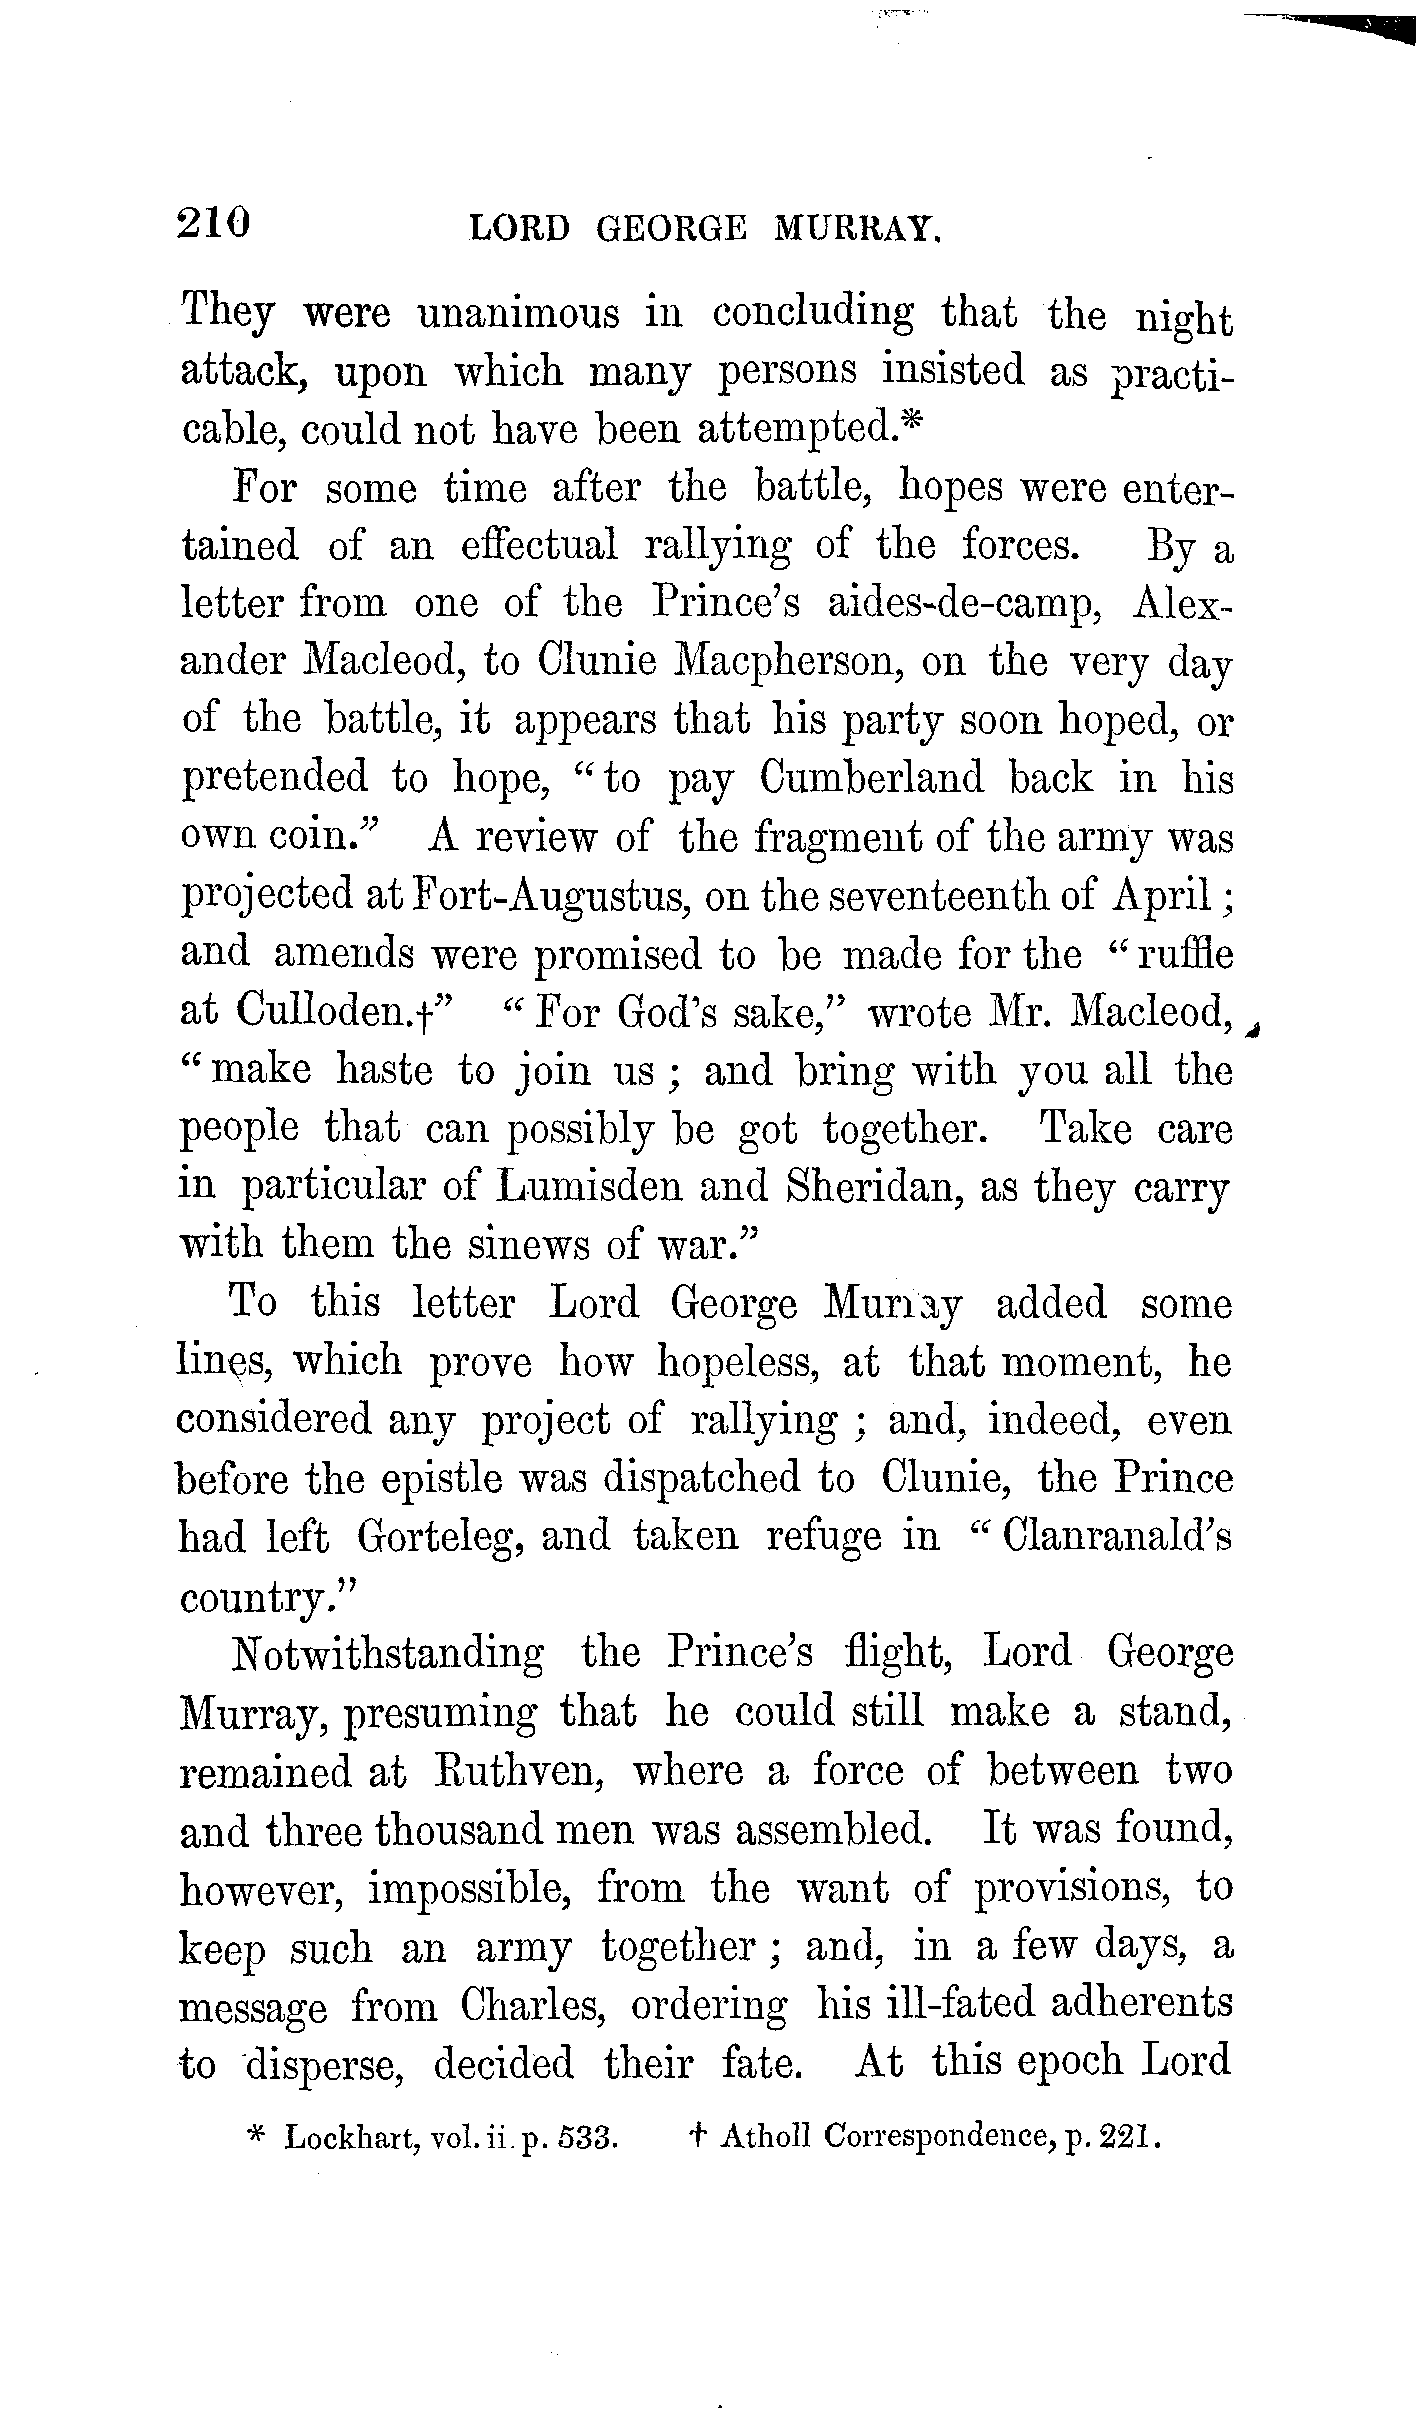 210 LORD GEORGE MURRAY.
They were unanimous in concluding that the night
attack, upon which many persons insisted as practi-
cable, could not have been attempted.*
For some time after the battle, hopes were enter-
tained of an effectual rallying of the forces. By a
letter from one of the Prince's aides-de-camp, Alex-
ander Macleod, to Clunie Macpherson, on the very day
of the battle, it appears that his party soon hoped, or
pretended to hope, "to pay Cumberland back in his
own coin." A review of the fragment of the army was
projected at Fort-Augustus, on the seventeenth of April;
and amends were promised to be made for the "ruffle
at Culloden.†" "For God's sake," wrote Mr. Macleod,
"make haste to join us; and bring with you all the
people that can possibly be got together. Take care
in particular of Lumisden and Sheridan, as they carry
with them the sinews of war."
To this letter Lord George Murray added some
lines, which prove how hopeless, at that moment, he
considered any project of rallying; and, indeed, even
before the epistle was dispatched to Clunie, the Prince
had left Gorteleg, and taken refuge in "Clanranald's
country."
Notwithstanding the Prince's flight, Lord George
Murray, presuming that he could still make a stand,
remained at Ruthven, where a force of between two
and three thousand men was assembled. It was found,
however, impossible, from the want of provisions, to
keep such an army together; and, in a few days, a
message from Charles, ordering his ill-fated adherents
to disperse, decided their fate. At this epoch Lord
* Lockhart, vol. ii. p. 533. † Atholl Correspondence, p. 221.